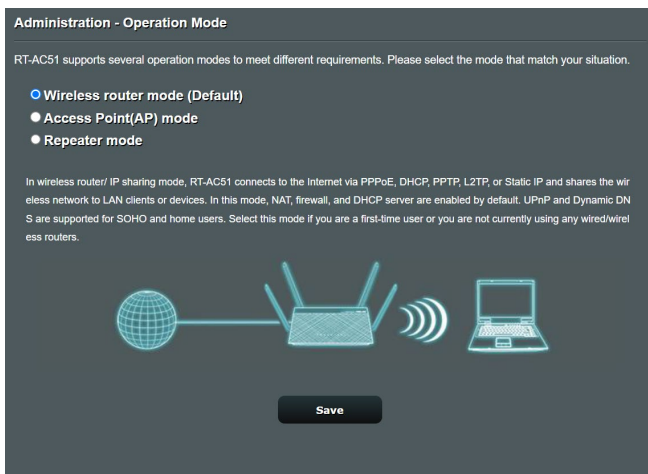 Administration - Operation Mode
RT-AC51 supports several operation modes to meet different requirements. Please select the mode that match your situation.
Wireless router mode (Default)
Access Point(AP) mode
Repeater mode
In wireless router/ IP sharing mode, RT-AC51 connects to the Internet via PPPoE, DHCP, PPTP, L2TP, or Static IP and shares the wir
eless network to LAN clients or devices. In this mode, NAT, firewall, and DHCP server are enabled by default. UPnP and Dynamic DN
S are supported for SOHO and home users. Select this mode if you are a first-time user or you are not currently using any wired/wirel
ess routers.
Save